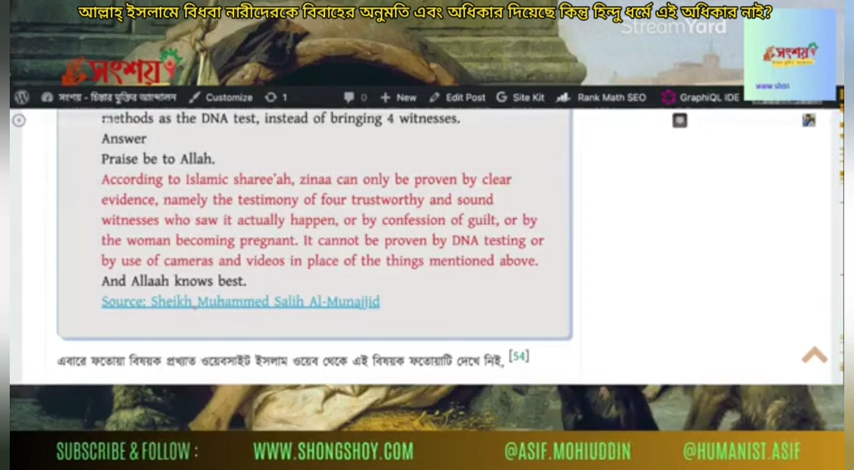 আল্লাহ্ ইসলামে বিধবা নারীদেরকে বিবাহের অনুমতি এবং অধিকার দিয়েছে কিন্তু হিন্দু ধর্মে এই অধিকার নাই?
StreamYard
সংশয়
সংশয়
www.shon
সংশয় - চিন্তার মুক্তির আন্দোলন Customize 1 0 New Edit Post Site Kit Rank Math SEO GraphiQL IDE
methods as the DNA test, instead of bringing 4 witnesses.
Answer
Praise be to Allah.
According to Islamic sharee'ah, zinaa can only be proven by clear
evidence, namely the testimony of four trustworthy and sound
witnesses who saw it actually happen, or by confession of guilt, or by
the woman becoming pregnant. It cannot be proven by DNA testing or
by use of cameras and videos in place of the things mentioned above.
And Allaah knows best.
Source: Sheikh Muhammed Salih Al-Munajjid
এবারে ফতোয়া বিষয়ক প্রখ্যাত ওয়েবসাইট ইসলাম ওয়েব থেকে এই বিষয়ক ফতোয়াটি দেখে নিই, [54]
SUBSCRIBE & FOLLOW : WWW.SHONGSHOY.COM @ASIF.MOHIUDDIN @HUMANIST.ASIF